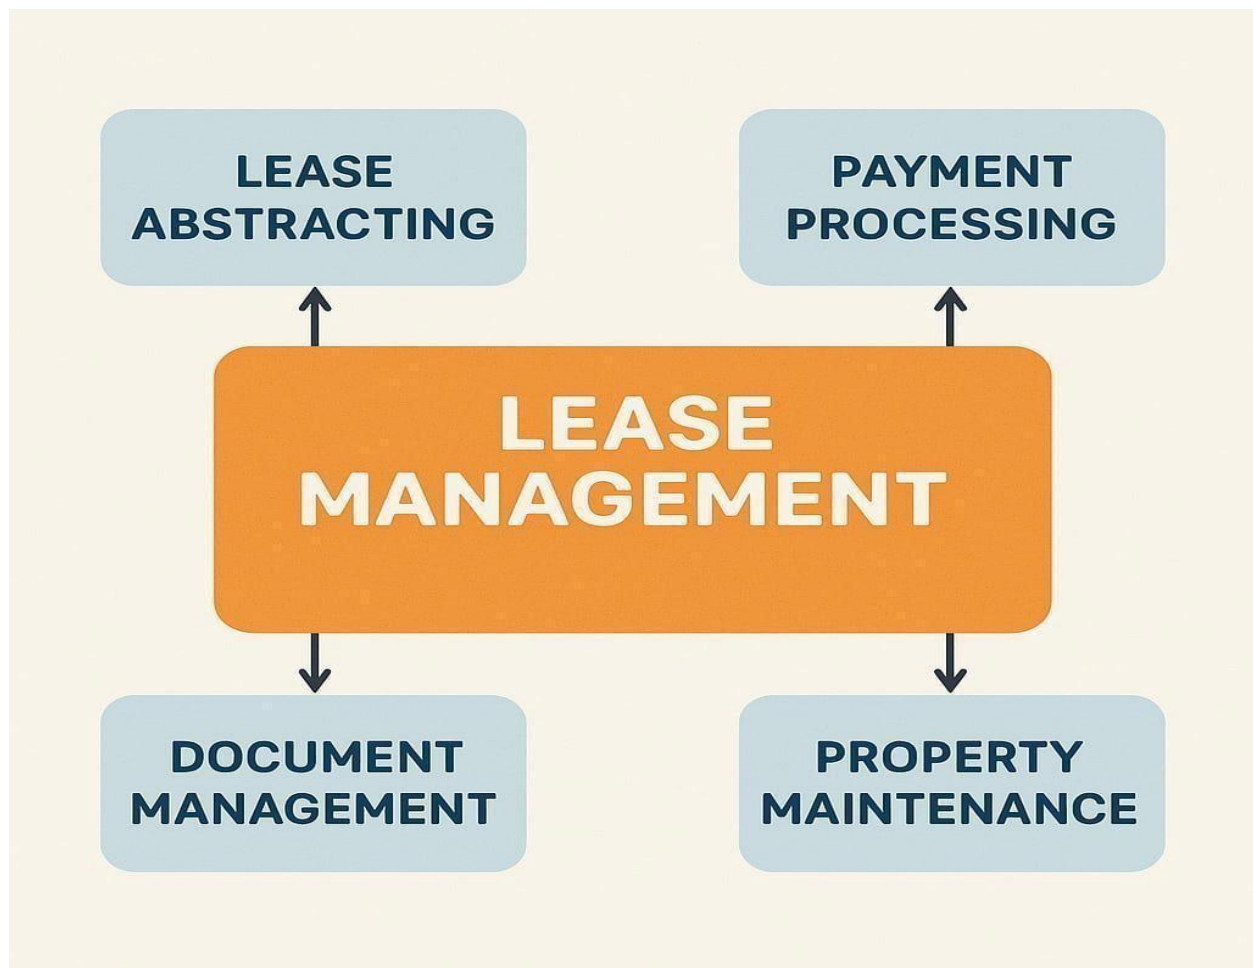 LEASE
ABSTRACTING
PAYMENT
PROCESSING
LEASE
MANAGEMENT
DOCUMENT
MANAGEMENT
PROPERTY
MAINTENANCE